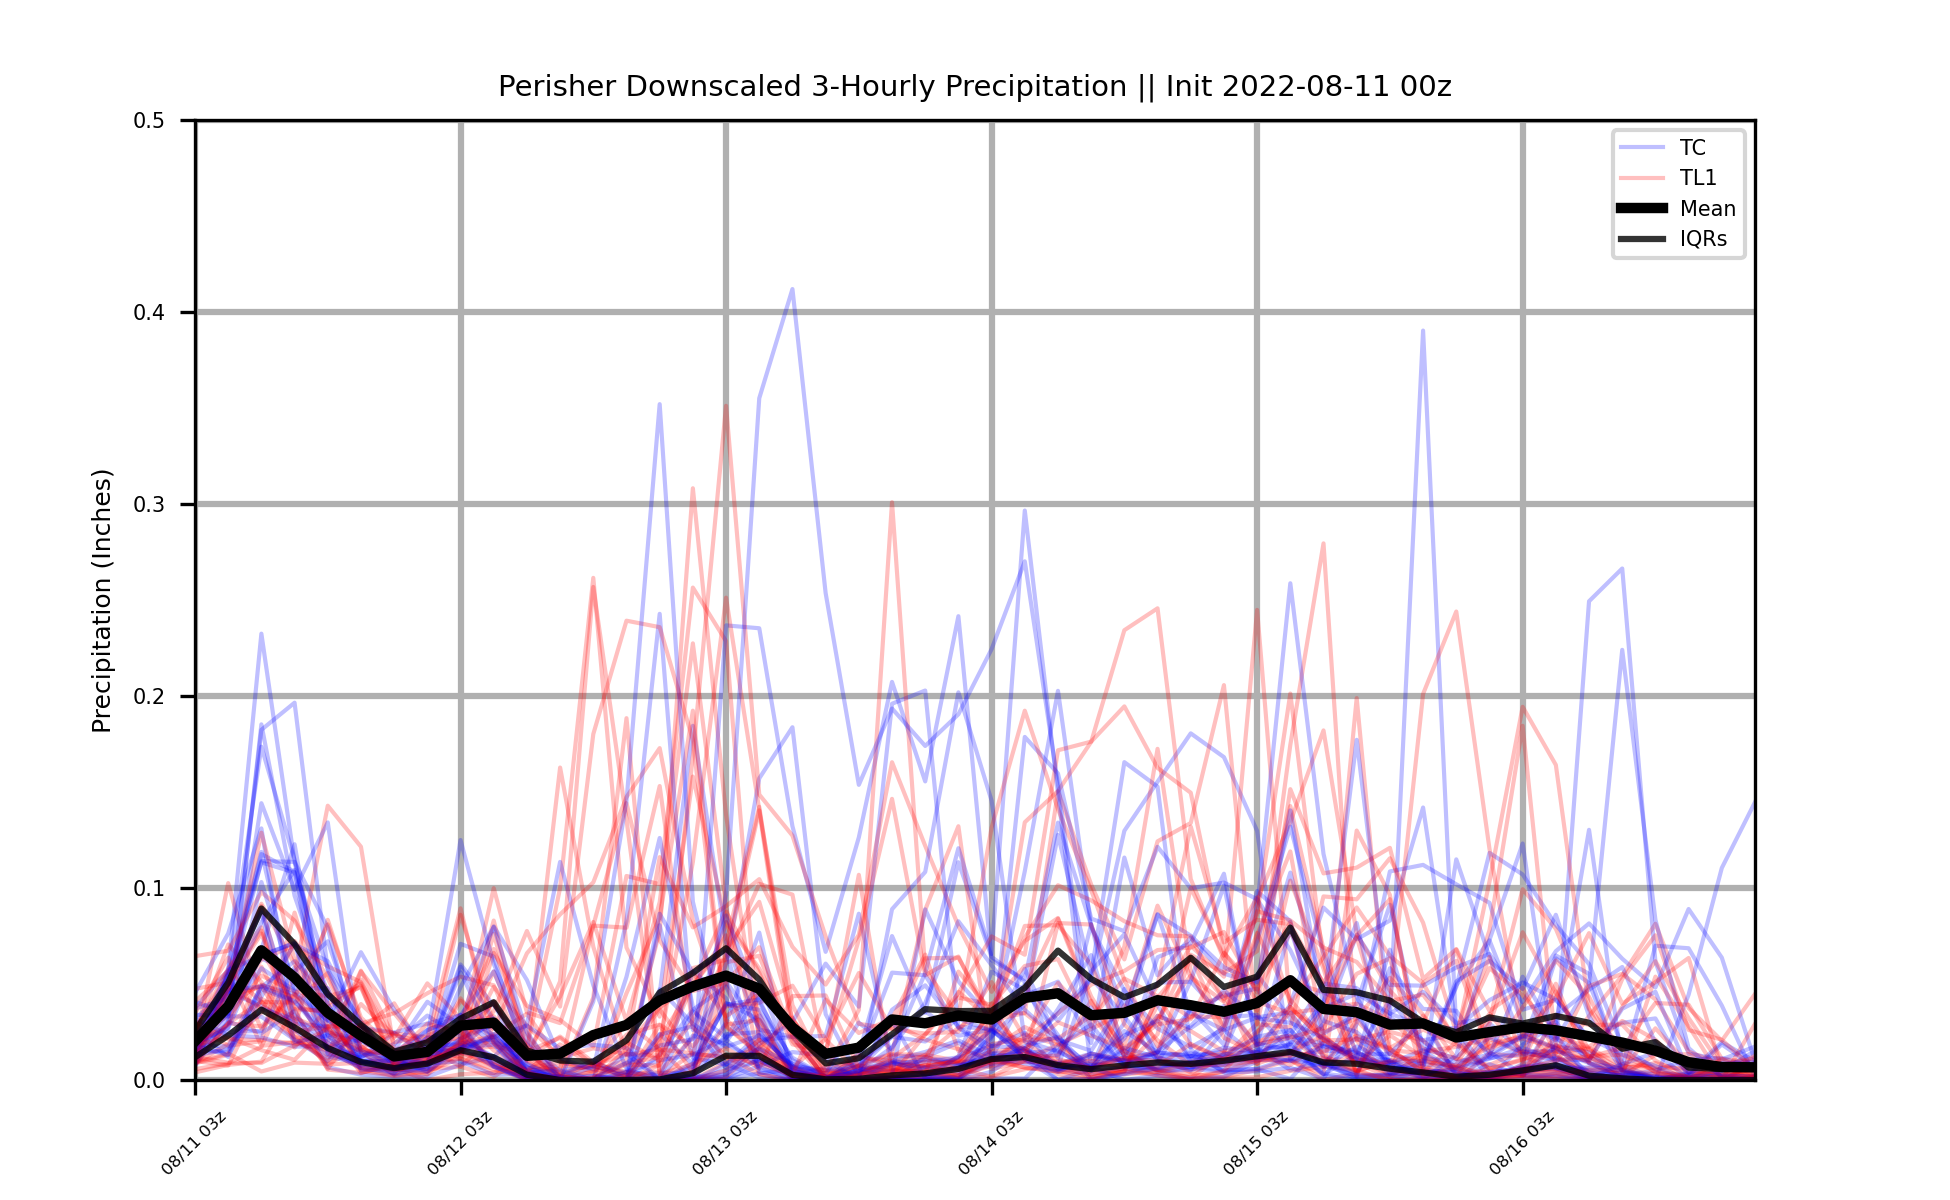 Perisher Downscaled 3-Hourly Precipitation || Init 2022-08-11 00z
0.5
0.4
0.3
0.2
0.1
0.0
Precipitation (Inches)
TC
TL1
Mean
IQRs
08/11 03z
08/12 03z
08/13 03z
08/14 03z
08/15 03z
08/16 03z